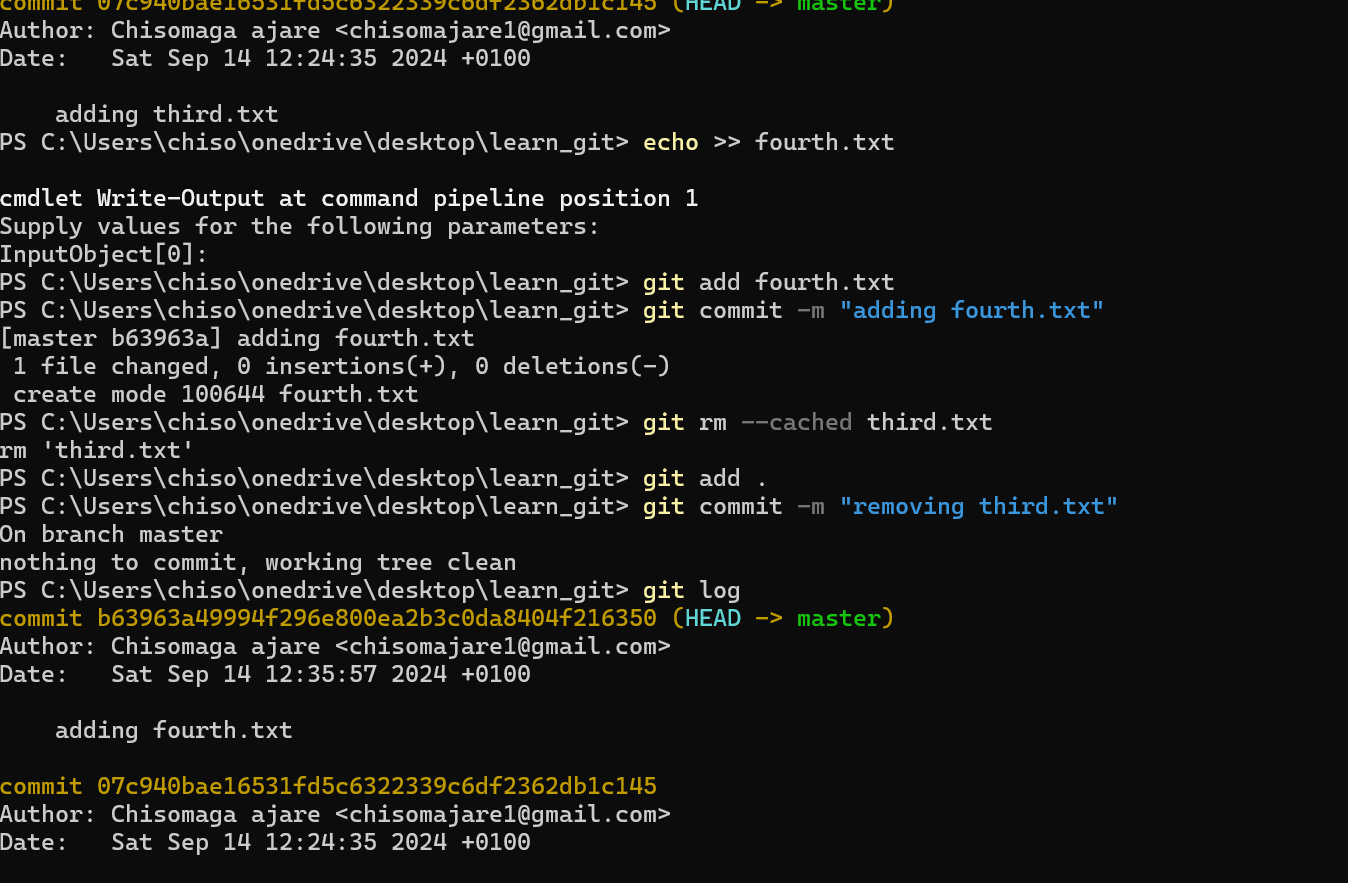 commit 07c940bae16531fd5c6322339c6df2362db1c145 (HEAD -> master)
Author: Chisomaga ajare <chisomajare1@gmail.com>
Date:   Sat Sep 14 12:24:35 2024 +0100

    adding third.txt
PS C:\Users\chiso\onedrive\desktop\learn_git> echo >> fourth.txt

cmdlet Write-Output at command pipeline position 1
Supply values for the following parameters:
InputObject[0]:
PS C:\Users\chiso\onedrive\desktop\learn_git> git add fourth.txt
PS C:\Users\chiso\onedrive\desktop\learn_git> git commit -m "adding fourth.txt"
[master b63963a] adding fourth.txt
 1 file changed, 0 insertions(+), 0 deletions(-)
 create mode 100644 fourth.txt
PS C:\Users\chiso\onedrive\desktop\learn_git> git rm --cached third.txt
rm 'third.txt'
PS C:\Users\chiso\onedrive\desktop\learn_git> git add .
PS C:\Users\chiso\onedrive\desktop\learn_git> git commit -m "removing third.txt"
On branch master
nothing to commit, working tree clean
PS C:\Users\chiso\onedrive\desktop\learn_git> git log
commit b63963a49994f296e800ea2b3c0da8404f216350 (HEAD -> master)
Author: Chisomaga ajare <chisomajare1@gmail.com>
Date:   Sat Sep 14 12:35:57 2024 +0100

    adding fourth.txt

commit 07c940bae16531fd5c6322339c6df2362db1c145
Author: Chisomaga ajare <chisomajare1@gmail.com>
Date:   Sat Sep 14 12:24:35 2024 +0100